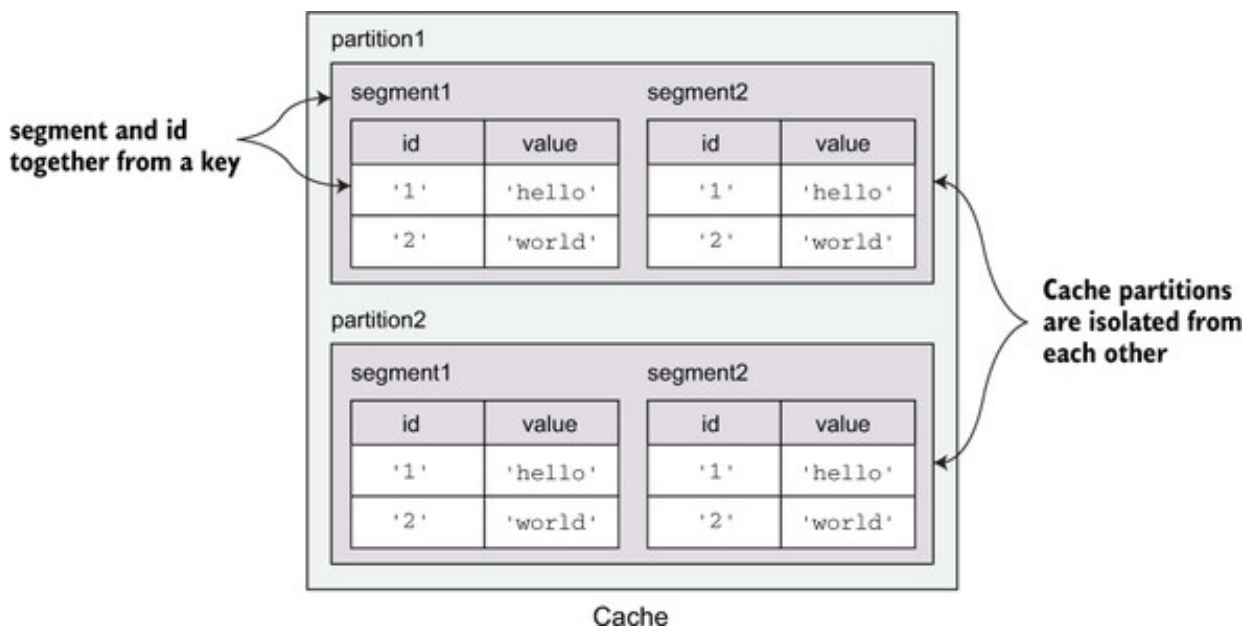 partition1
segment1 segment2
segment and id
together from a key
id value id value
'1' 'hello' '1' 'hello'
'2' 'world' '2' 'world'
Cache partitions
are isolated from
each other
partition2
segment1 segment2
id value id value
'1' 'hello' '1' 'hello'
'2' 'world' '2' 'world'
Cache